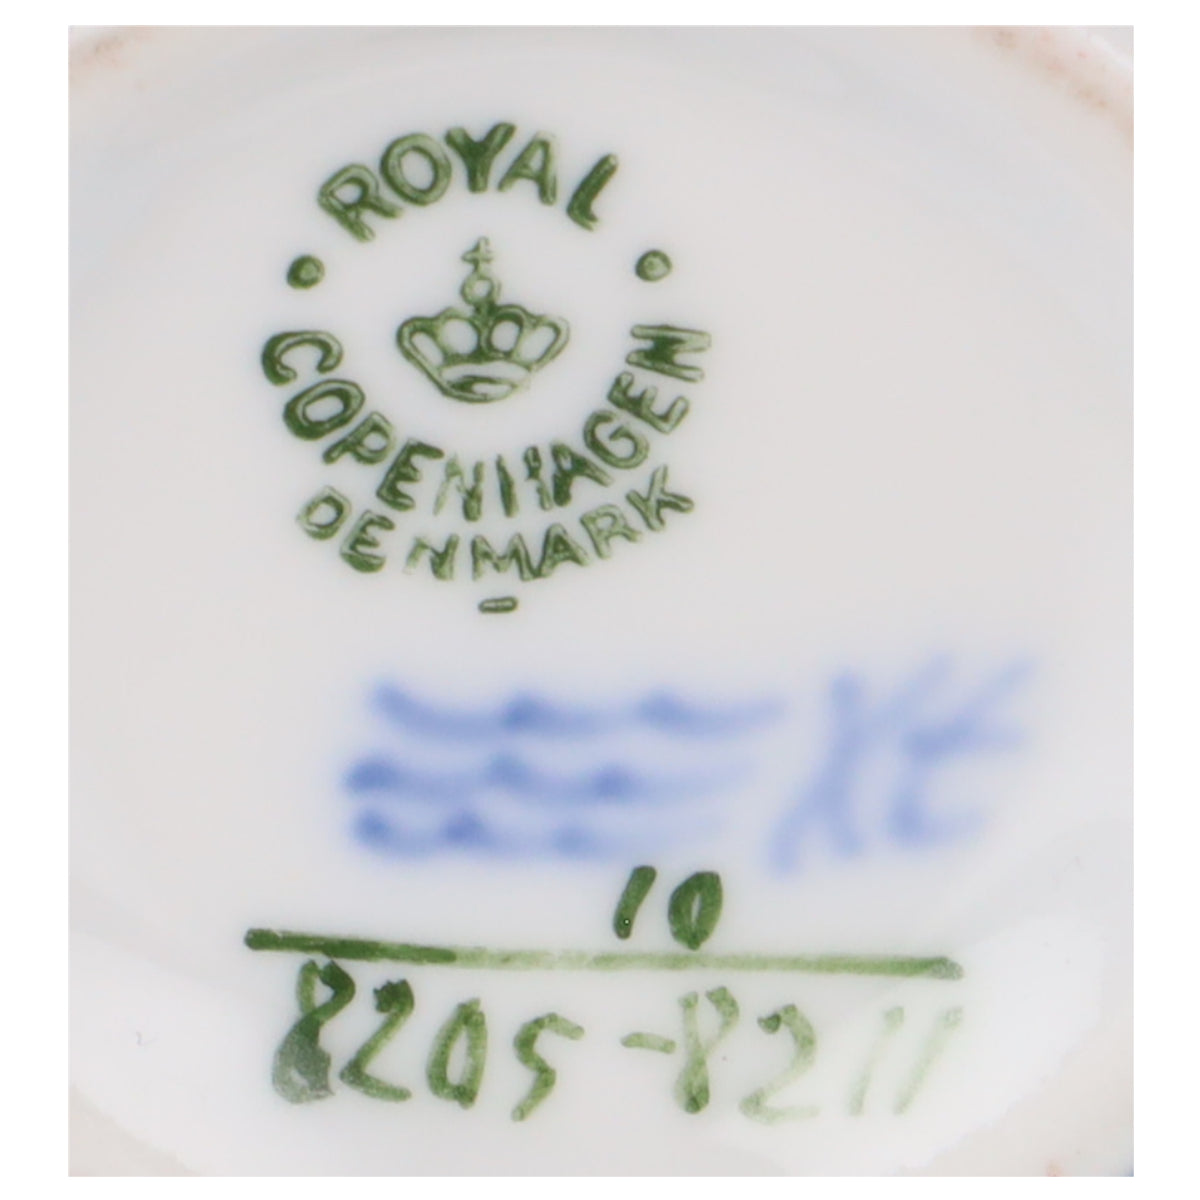 ROYAL
COPENHAGEN
DENMARK
10
8205-8211